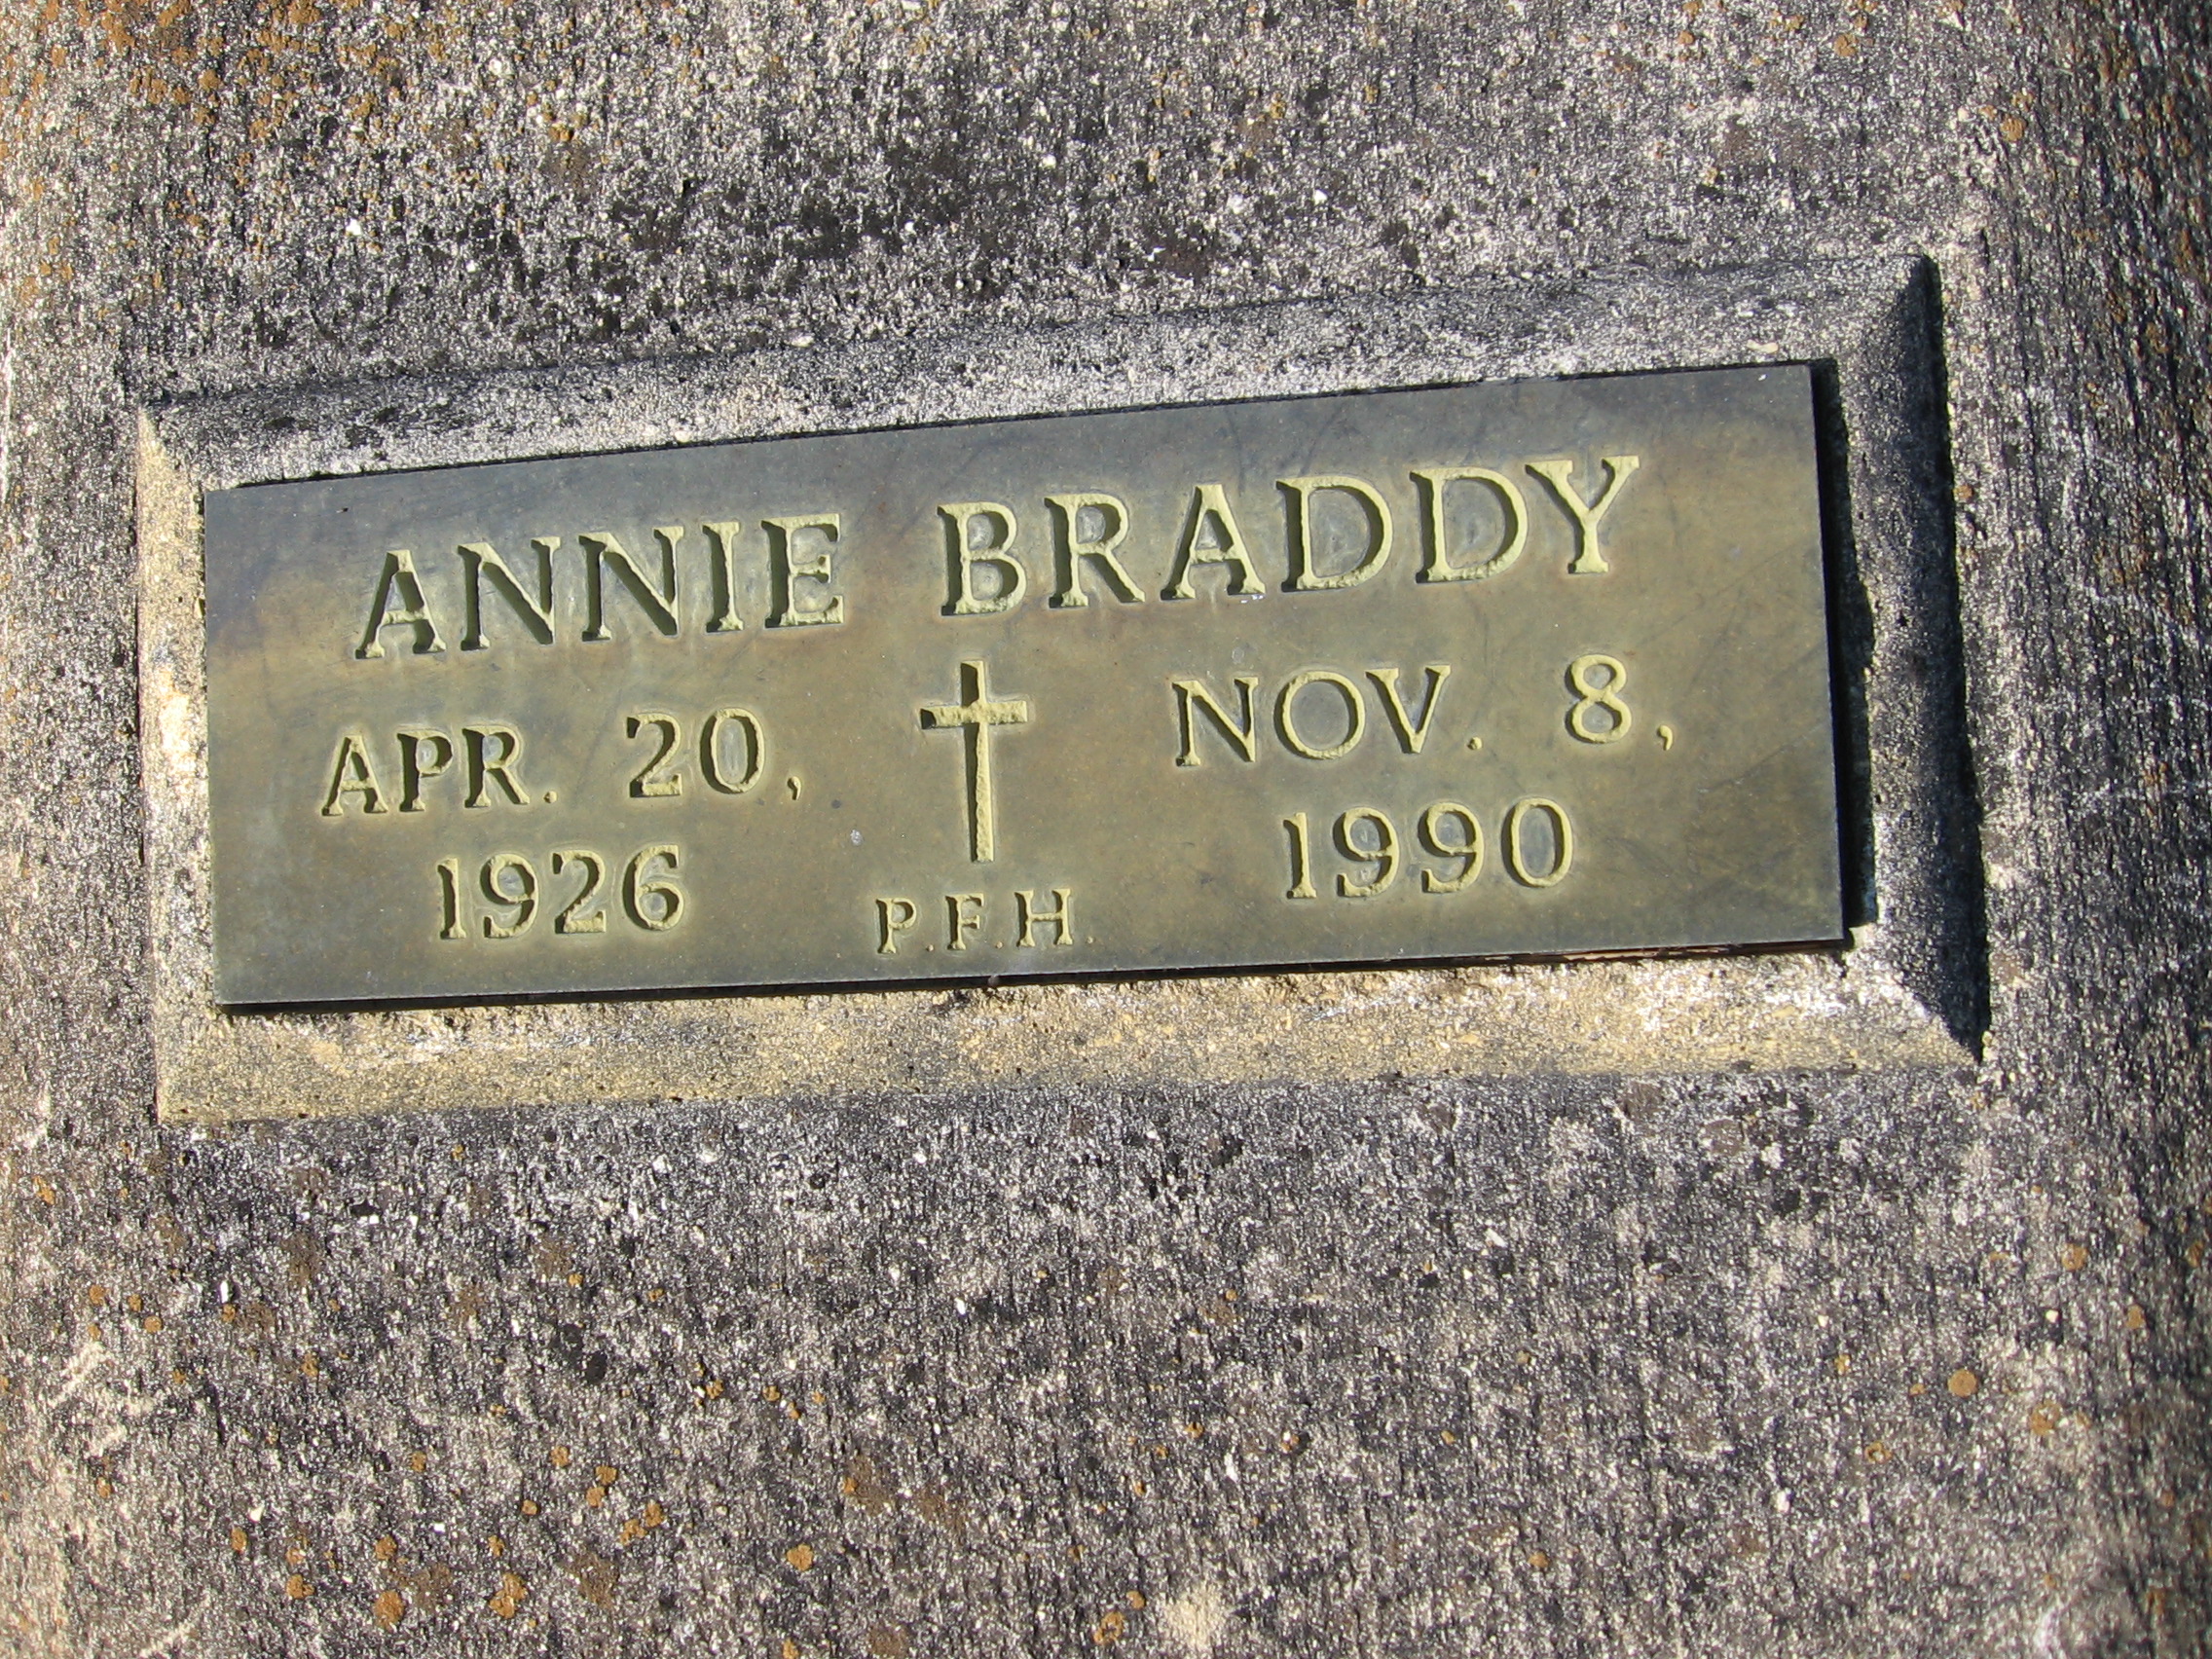 ANNIE BRADDY
APR. 20, NOV. 8,
1926 1990
P.F.H.